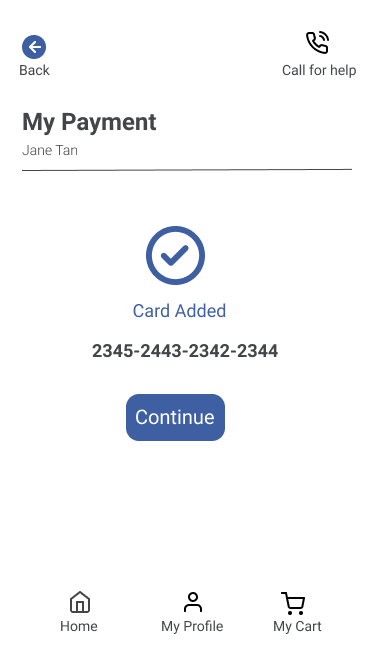 Back
Call for help
My Payment
Jane Tan
Card Added
2345-2443-2342-2344
Continue
Home
My Profile
My Cart